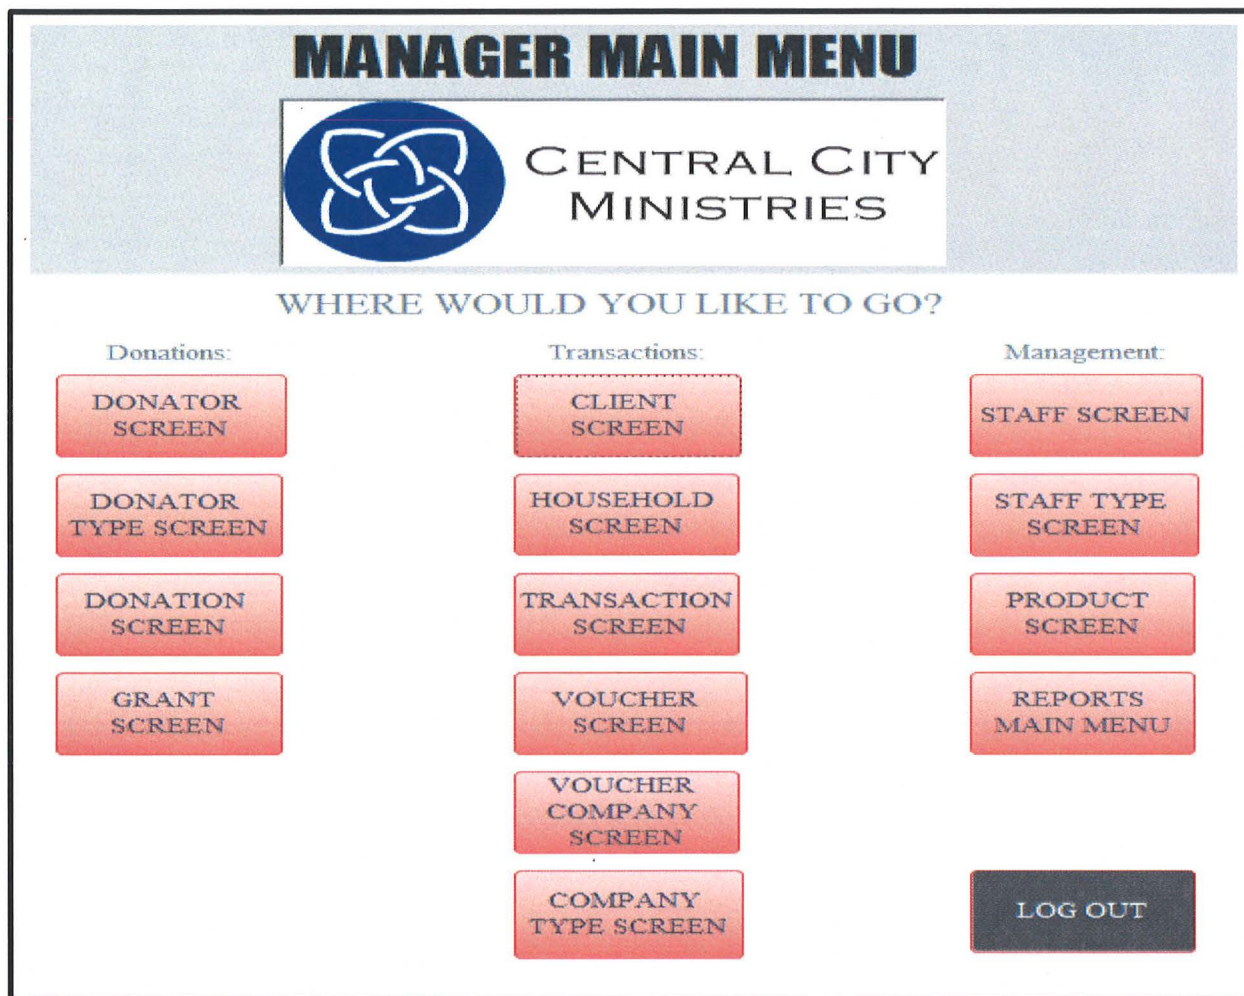 MANAGER MAIN MENU
CENTRAL CITY
MINISTRIES
WHERE WOULD YOU LIKE TO GO?
Donations:
DONATOR
SCREEN
DONATOR
TYPE SCREEN
DONATION
SCREEN
GRANT
SCREEN
Transactions:
CLIENT
SCREEN
HOUSEHOLD
SCREEN
TRANSACTION
SCREEN
VOUCHER
SCREEN
VOUCHER
COMPANY
SCREEN
COMPANY
TYPE SCREEN
Management:
STAFF SCREEN
STAFF TYPE
SCREEN
PRODUCT
SCREEN
REPORTS
MAIN MENU
LOG OUT